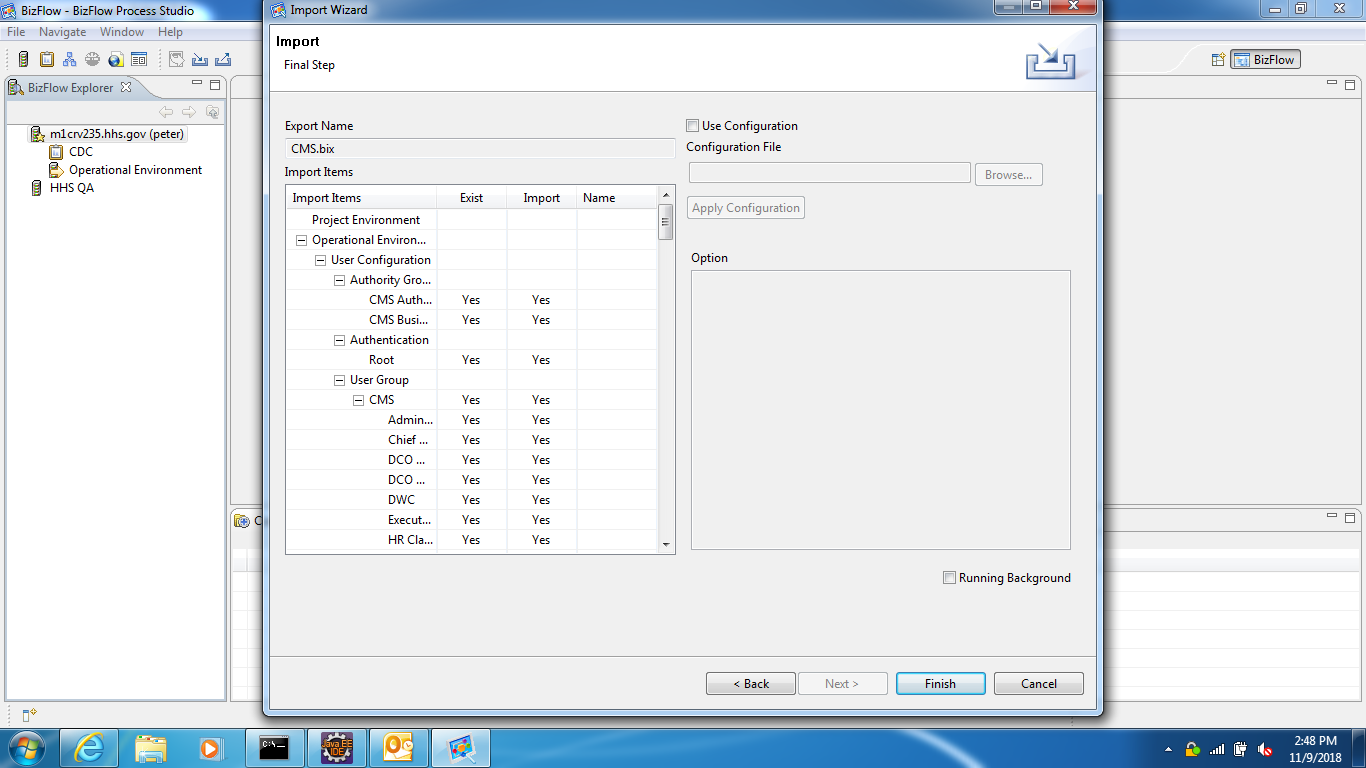 BizFlow - BizFlow Process Studio
File Navigate Window Help
BizFlow
BizFlow Explorer
m1crv235.hhs.gov (peter)
CDC
Operational Environment
HHS QA
Import Wizard
Import
Final Step
Export Name
CMS.bix
Import Items
Import Items Exist Import Name
Project Environment
Operational Environ...
User Configuration
Authority Gro...
CMS Auth... Yes Yes
CMS Busi... Yes Yes
Authentication
Root Yes Yes
User Group
CMS Yes Yes
Admin... Yes Yes
Chief ... Yes Yes
DCO ... Yes Yes
DCO ... Yes Yes
DWC Yes Yes
Execut... Yes Yes
HR Cla... Yes Yes
Use Configuration
Configuration File
Browse...
Apply Configuration
Option
Running Background
< Back Next > Finish Cancel
Java EE
IDE
2:48 PM
11/9/2018